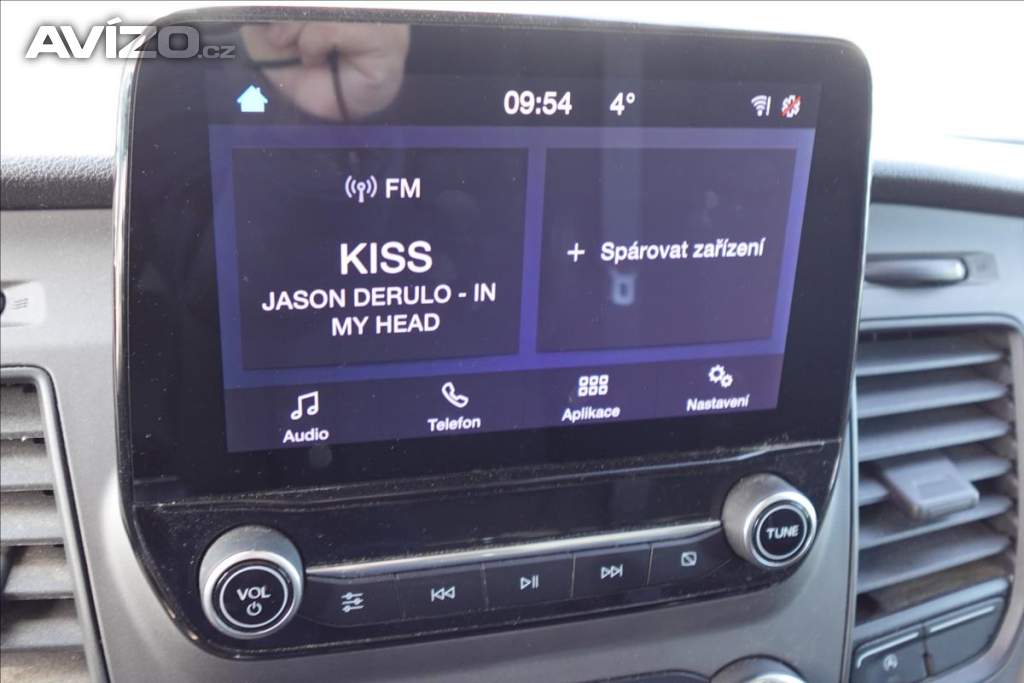 AVÍZO.cz
09:54 4°
FM
KISS
JASON DERULO - IN
MY HEAD
+ Spárovat zařízení
Audio
Telefon
Aplikace
Nastavení
VOL
TUNE